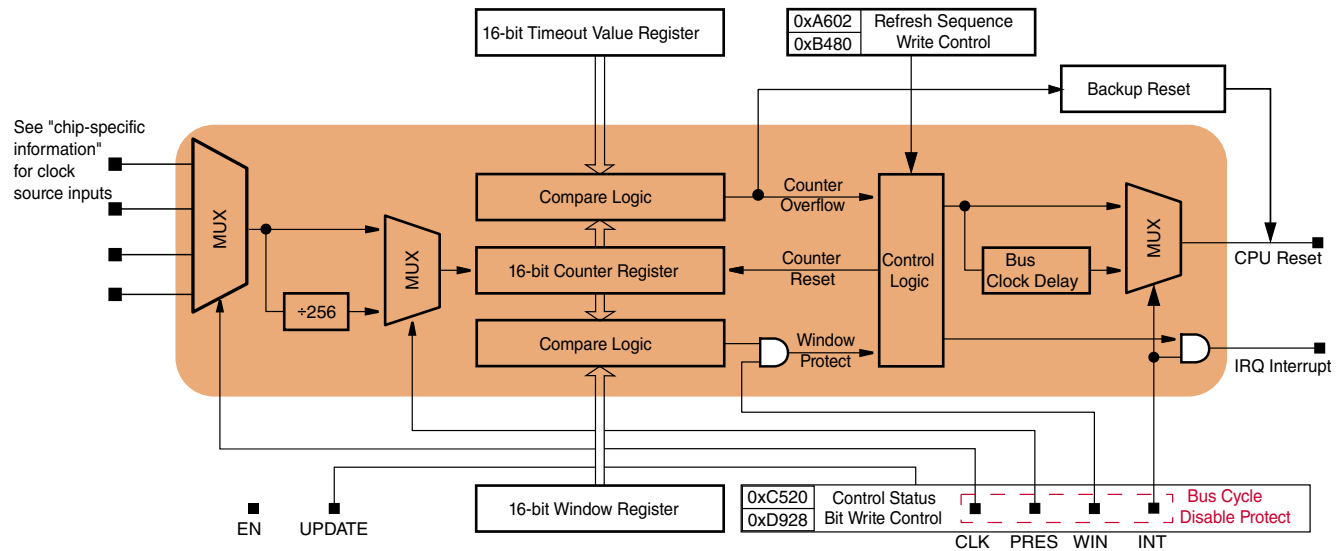 16-bit Timeout Value Register
0xA602
0xB480
Refresh Sequence
Write Control
Backup Reset
See "chip-specific
information"
for clock
source inputs
MUX
÷256
MUX
Compare Logic
16-bit Counter Register
Compare Logic
Counter
Overflow
Counter
Reset
Window
Protect
Control
Logic
Bus
Clock Delay
MUX
CPU Reset
IRQ Interrupt
EN
UPDATE
16-bit Window Register
0xC520
0xD928
Control Status
Bit Write Control
Bus Cycle
Disable Protect
CLK
PRES
WIN
INT